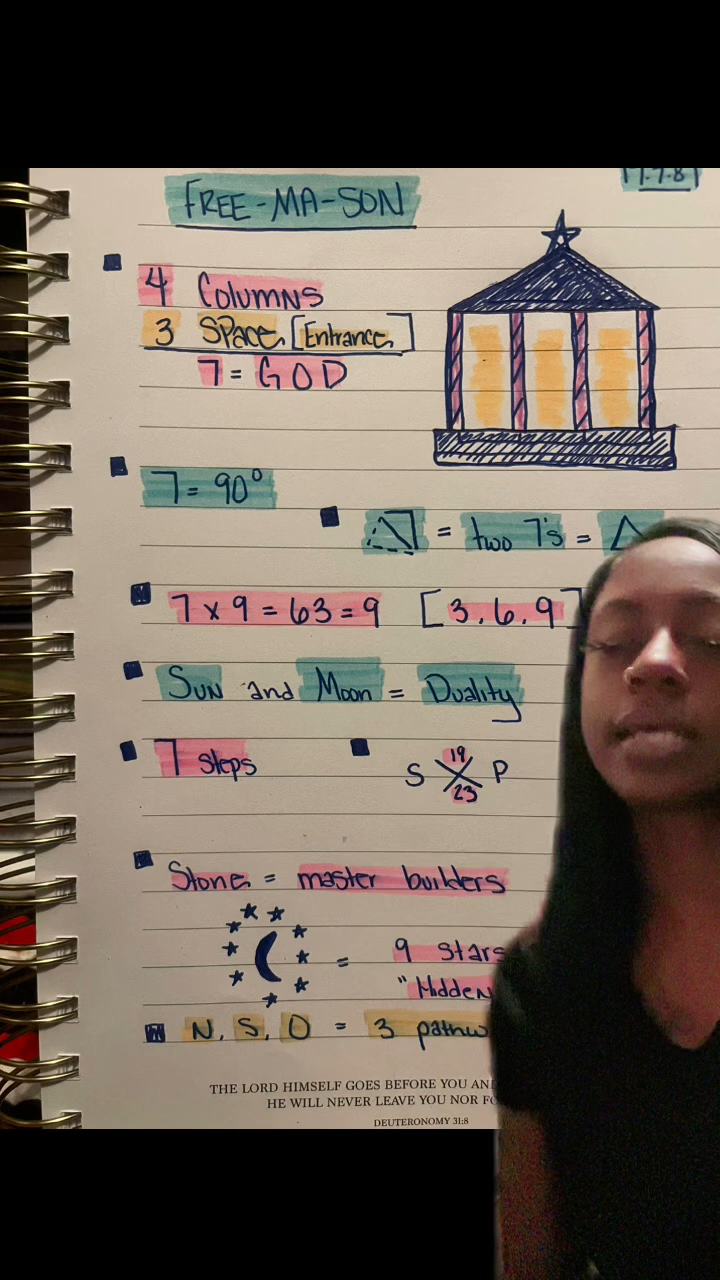 FREE-MA-SON
4 Columns
3 Space [Entrance]
7 = GOD
7 = 90°
= two 7's =
7 x 9 = 63 = 9 [3.6.9]
Sun and Moon = Duality
7 steps
S 19 P
23
Stone = master builders
= 9 stars
"Hidden
N, S, O = 3
THE LORD HIMSELF GOES BEFORE YOU
HE WILL NEVER LEAVE YOU NOR
DEUTERONOMY 31:8